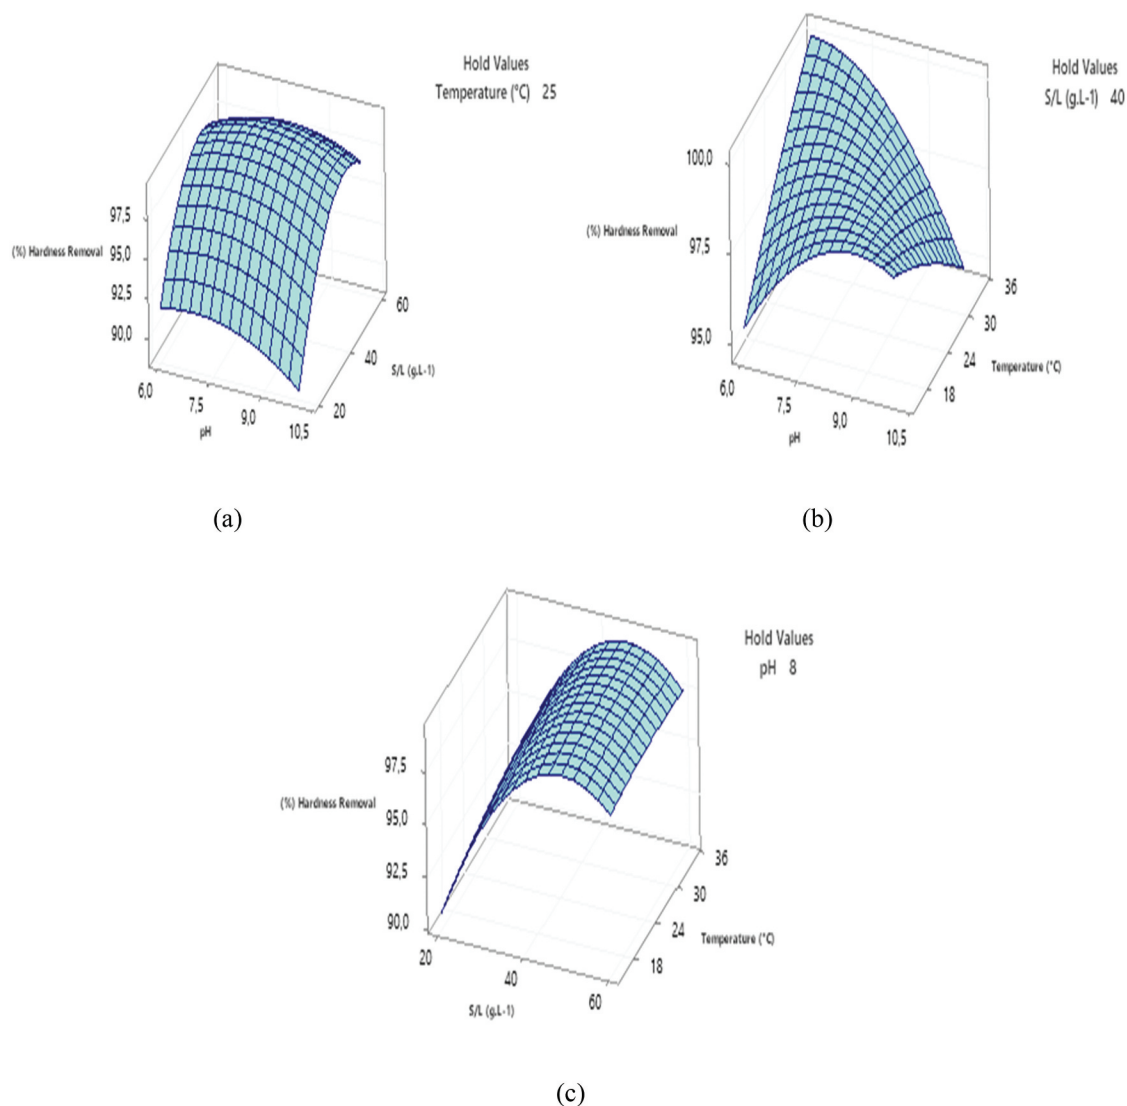 Hold Values
Temperature (°C) 25
97,5
(%) Hardness Removal 95,0
92,5
90,0
6,0
7,5
9,0
10,5
pH
60
40
20
S/L (g.L-1)
(a)
Hold Values
S/L (g.L-1) 40
100,0
(%) Hardness Removal
97,5
95,0
6,0
7,5
9,0
10,5
pH
36
30
24
18
Temperature (°C)
(b)
Hold Values
pH 8
97,5
(%) Hardness Removal
95,0
92,5
90,0
20
40
60
S/L (g.L-1)
36
30
24
18
Temperature (°C)
(c)